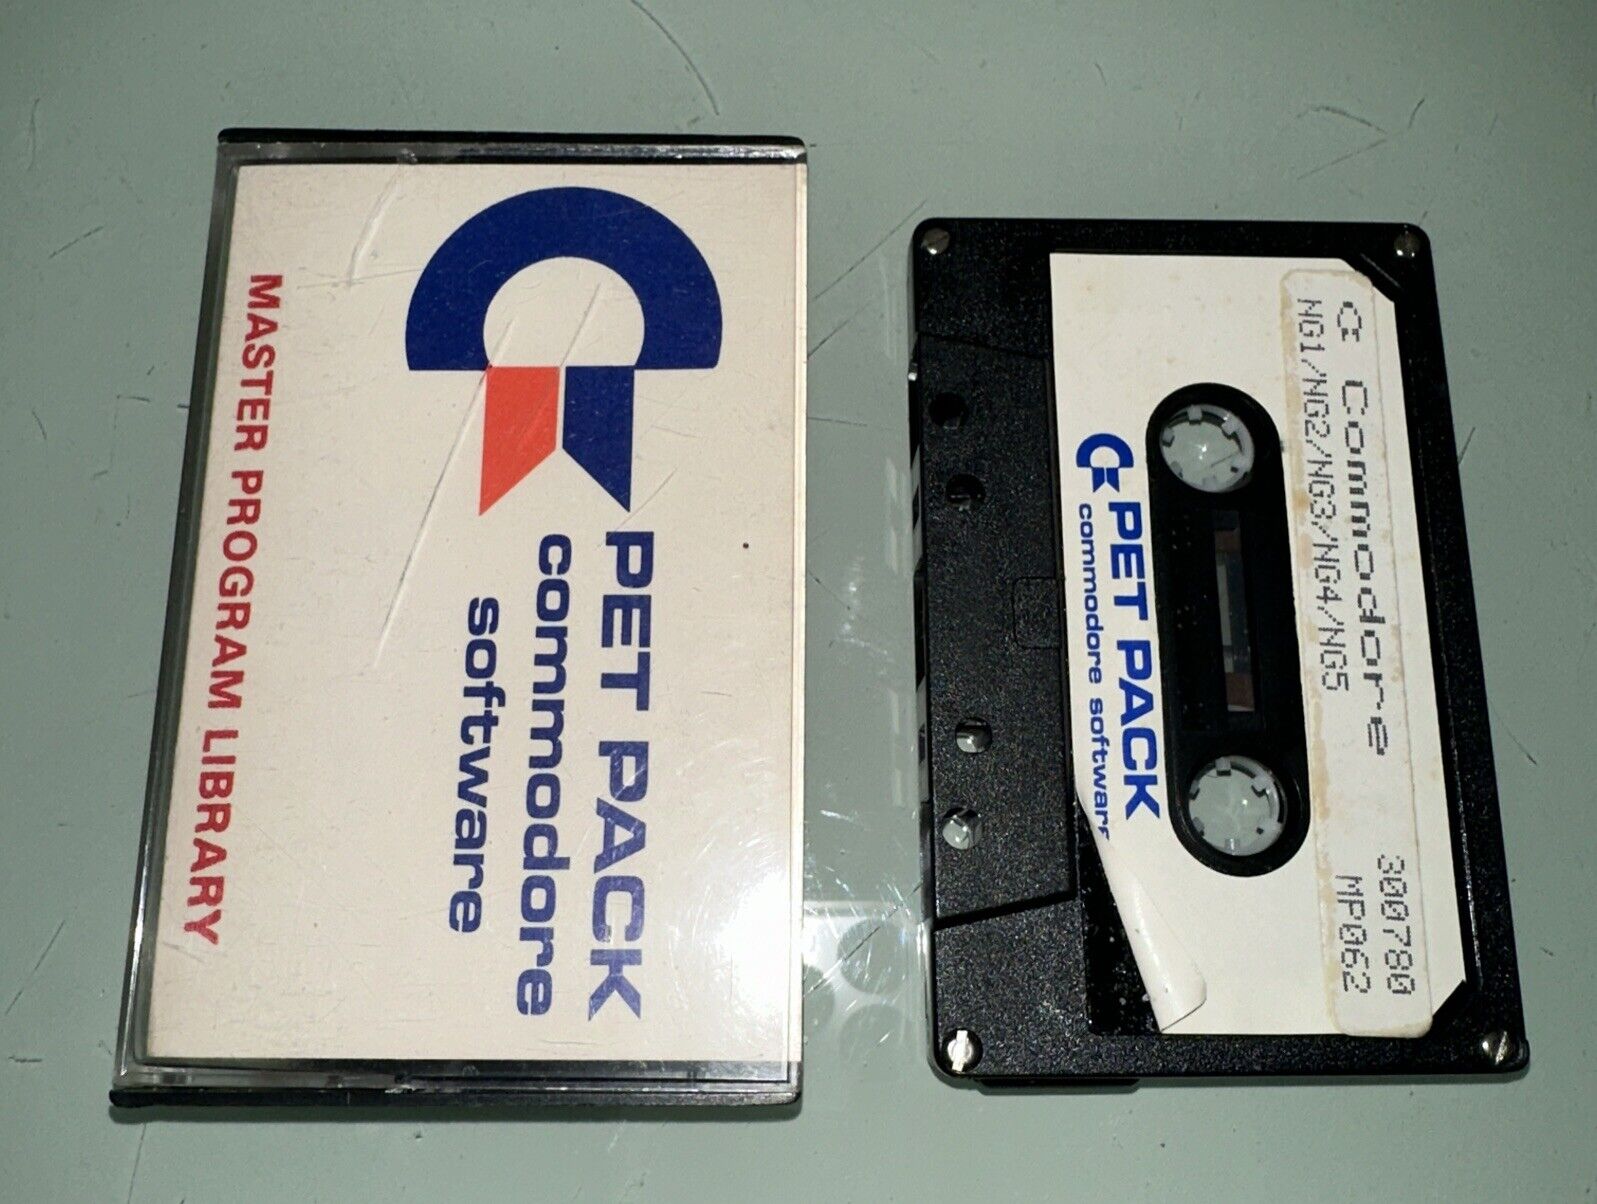 PET PACK
commodore
software
MASTER PROGRAM LIBRARY
C Commodore 300780
NG1/NG2/NG3/NG4/NG5 MP062
PET PACK
commodore software